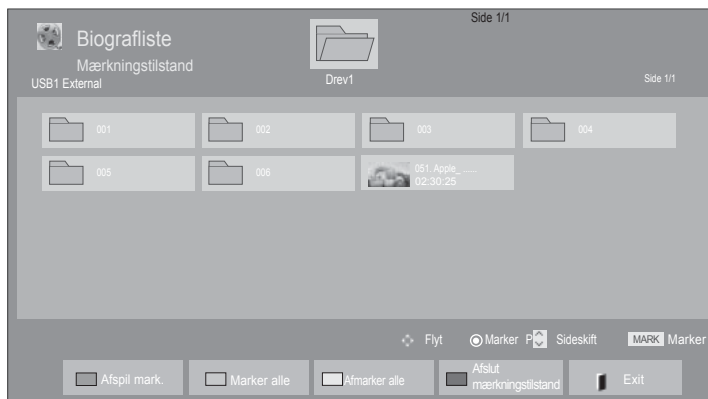 Side 1/1
Biografliste
Mærkningstilstand
USB1 External
Drev1
Side 1/1
001
002
003
004
005
006
051. Apple_ ......
02:30:25
Flyt
Marker
P
Sideskift
MARK
Marker
Afspil mark.
Marker alle
Afmarker alle
Afslut
mærkningstilstand
Exit